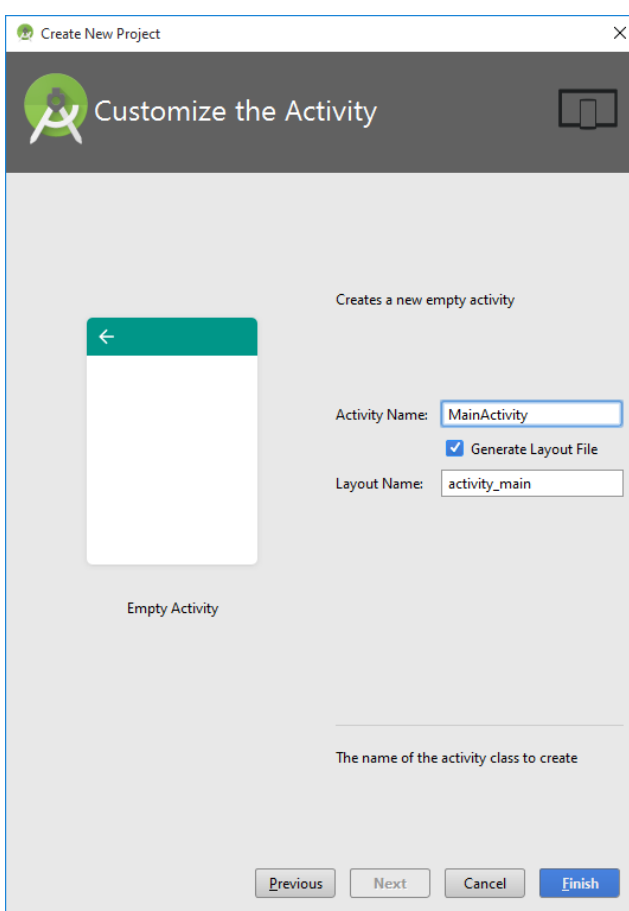 Create New Project
Customize the Activity
Creates a new empty activity
Activity Name: MainActivity
Generate Layout File
Layout Name: activity_main
Empty Activity
The name of the activity class to create
Previous Next Cancel Finish